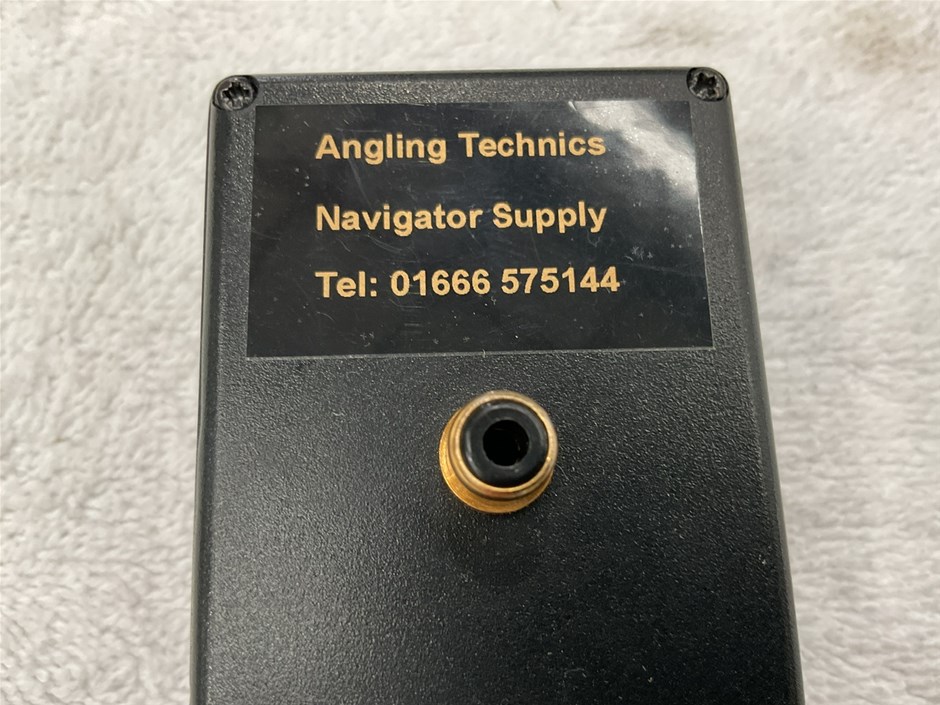 Angling Technics
Navigator Supply
Tel: 01666 575144